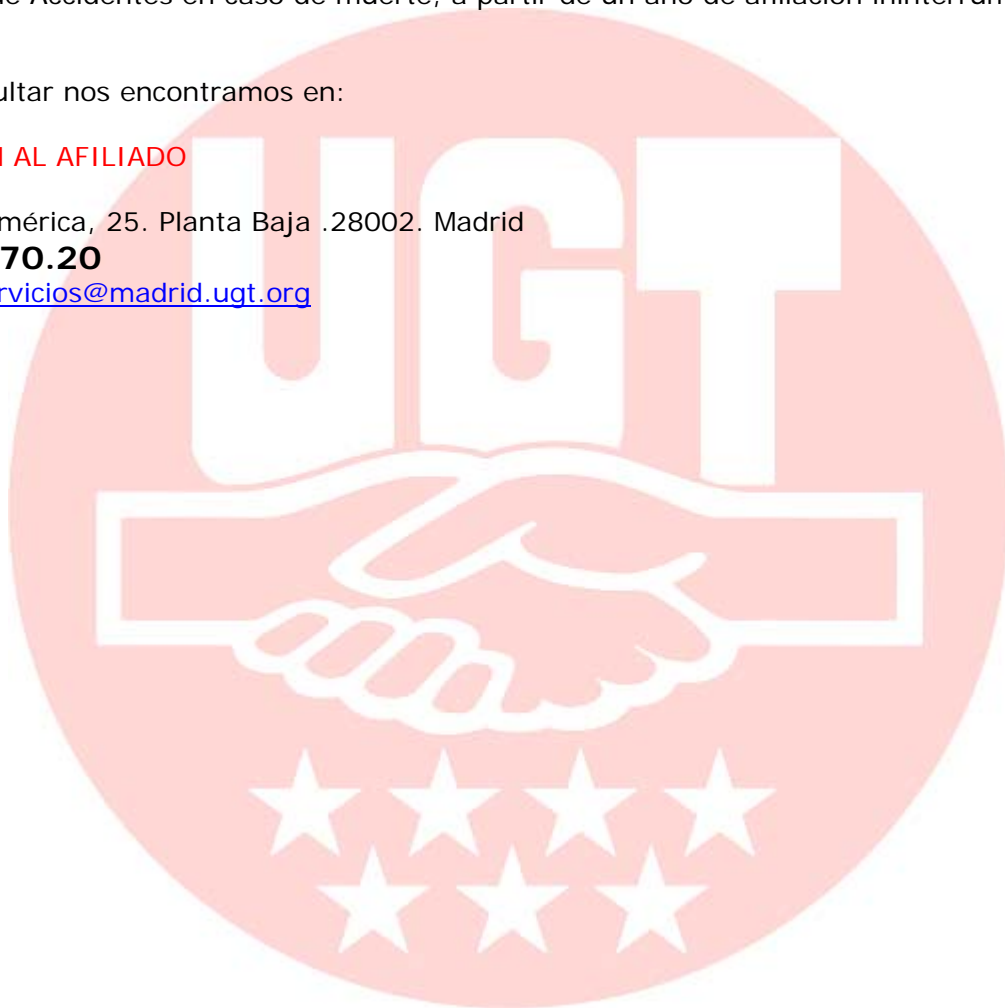 de Accidentes en caso de muerte, a partir de un año de afiliación
ultar nos encontramos en:
AL AFILIADO
mérica, 25. Planta Baja .28002. Madrid
70.20
rvicios@madrid.ugt.org
UGT